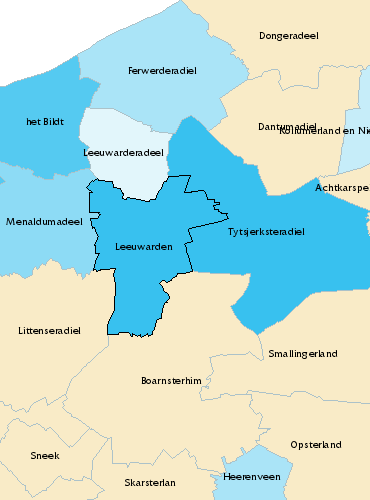 Dongeradeel
Ferwerderadiel
het Bildt
Dantumadiel
Kollumerland en Nie
Leeuwarderadeel
Achtkarspe
Menaldumadeel
Tytsjerksteradiel
Leeuwarden
Littenseradiel
Smallingerland
Boarnsterhim
Opsterland
Sneek
Heerenveen
Skarsterlan